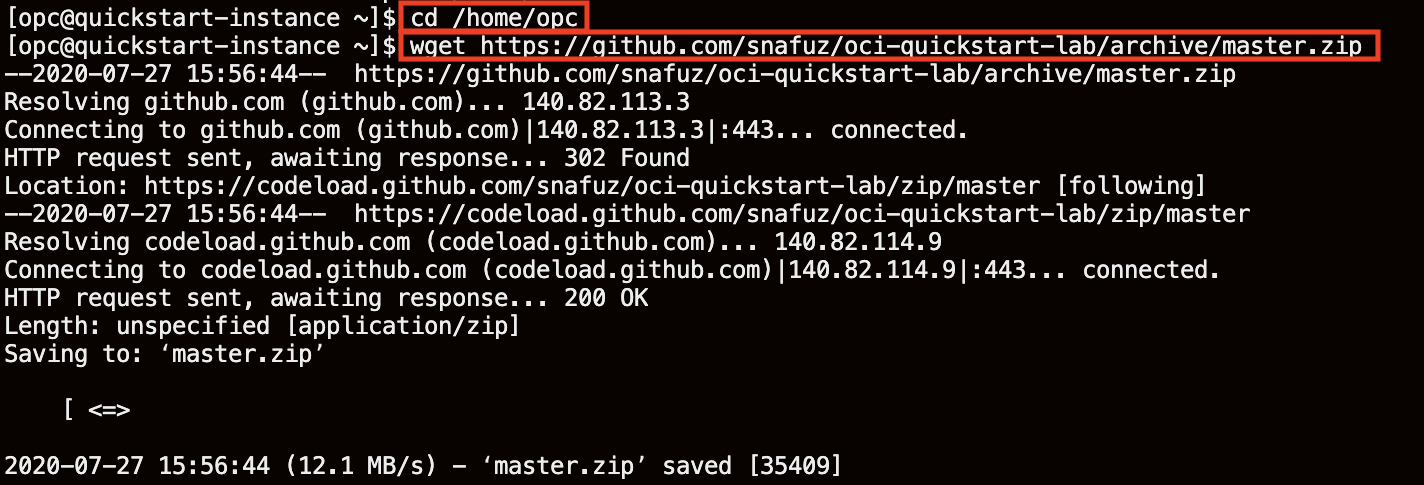 [opc@quickstart-instance ~]$ cd /home/opc
[opc@quickstart-instance ~]$ wget https://github.com/snafuz/oci-quickstart-lab/archive/master.zip
--2020-07-27 15:56:44--  https://github.com/snafuz/oci-quickstart-lab/archive/master.zip
Resolving github.com (github.com)... 140.82.113.3
Connecting to github.com (github.com)|140.82.113.3|:443... connected.
HTTP request sent, awaiting response... 302 Found
Location: https://codeload.github.com/snafuz/oci-quickstart-lab/zip/master [following]
--2020-07-27 15:56:44--  https://codeload.github.com/snafuz/oci-quickstart-lab/zip/master
Resolving codeload.github.com (codeload.github.com)... 140.82.114.9
Connecting to codeload.github.com (codeload.github.com)|140.82.114.9|:443... connected.
HTTP request sent, awaiting response... 200 OK
Length: unspecified [application/zip]
Saving to: ‘master.zip’
[ <=>
2020-07-27 15:56:44 (12.1 MB/s) - ‘master.zip’ saved [35409]